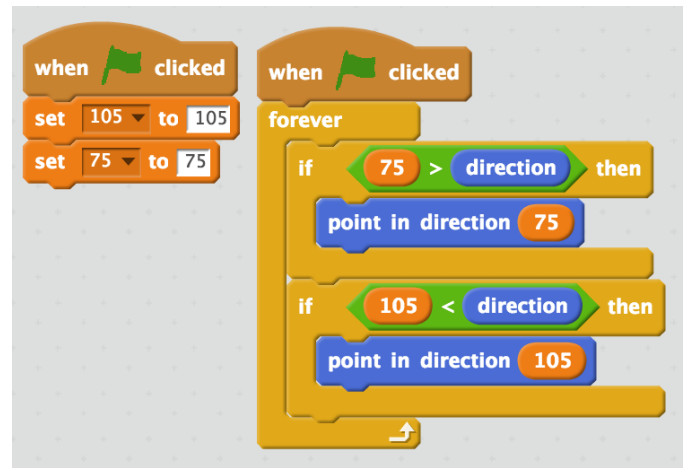 when clicked
set 105 to 105
set 75 to 75
when clicked
forever
if 75 > direction then
point in direction 75
if 105 < direction then
point in direction 105